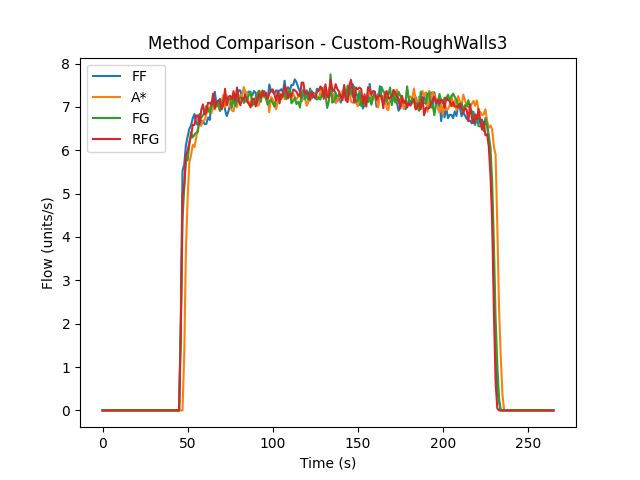 Method Comparison - Custom-RoughWalls3
FF
A*
FG
RFG
8
7
6
5
4
3
2
1
0
Flow (units/s)
0 50 100 150 200 250
Time (s)